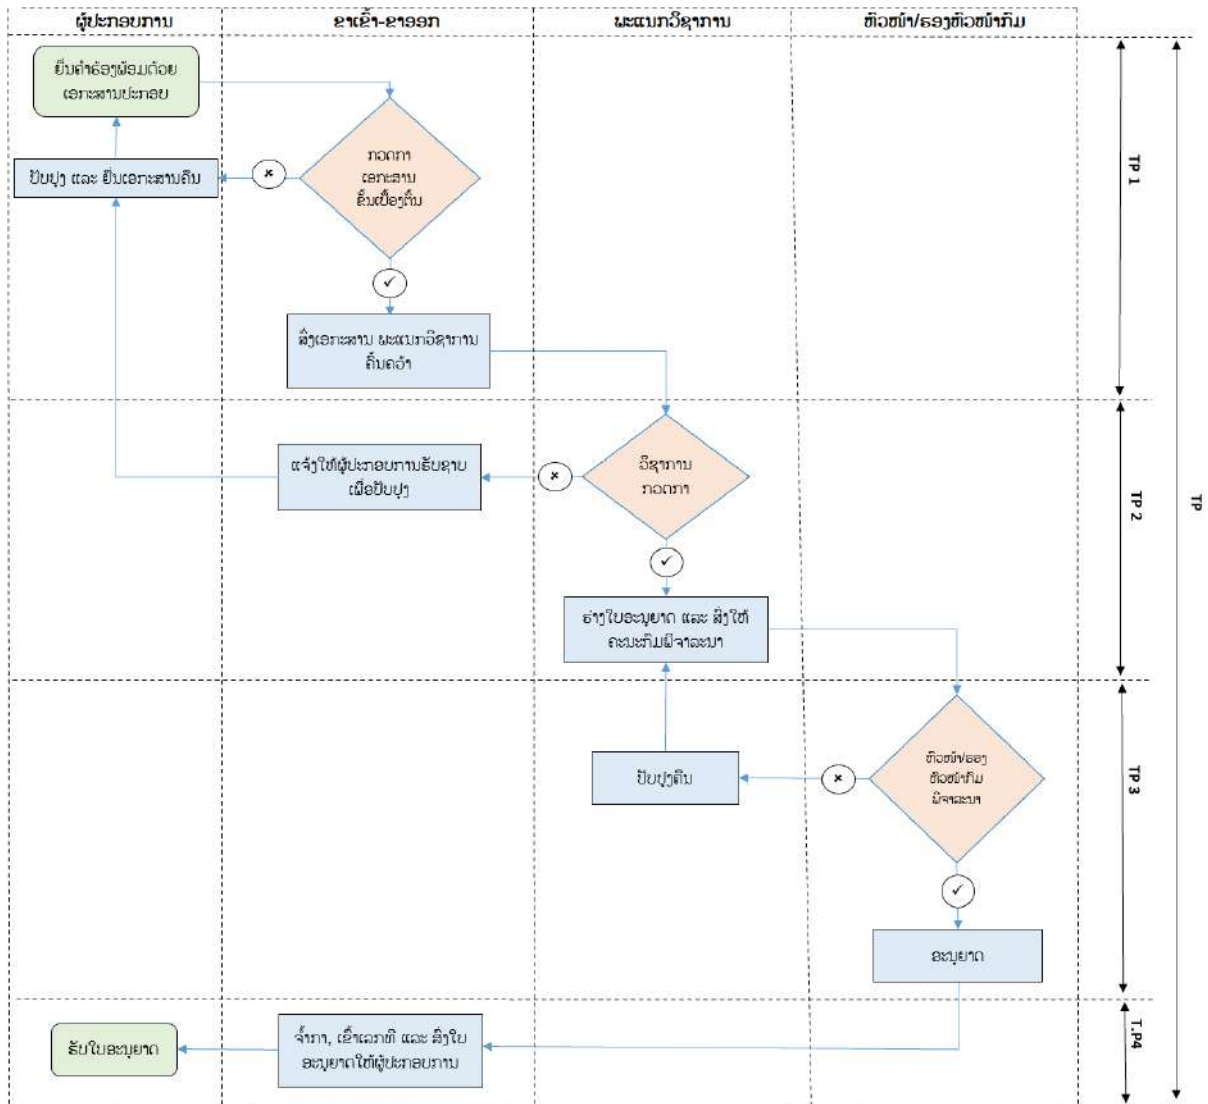 ຜູ້ປະກອບການ
ຂາເຂົ້າ-ຂາອອກ
ພະແນກວິຊາການ
ຫົວໜ້າ/ຮອງຫົວໜ້າກົມ
ຍື່ນຄໍາຮ້ອງພ້ອມດ້ວຍ
ເອກະສານປະກອບ
ປັບປຸງ ແລະ ຍື່ນເອກະສານຄືນ
ກວດກາ
ເອກະສານ
ຂັ້ນເບື້ອງຕົ້ນ
ສົ່ງເອກະສານ ພະແນກວິຊາການ
ຄົ້ນຄວ້າ
TP 1
ແຈ້ງໃຫ້ຜູ້ປະກອບການຮັບຊາບ
ເພື່ອປັບປຸງ
ວິຊາການ
ກວດກາ
ຮ່າງໃບອະນຸຍາດ ແລະ ສົ່ງໃຫ້
ຄະນະກົມພິຈາລະນາ
TP 2
TP
ປັບປຸງຄືນ
ຫົວໜ້າ/ຮອງ
ຫົວໜ້າກົມ
ພິຈາລະນາ
ອະນຸຍາດ
TP 3
ຮັບໃບອະນຸຍາດ
ຈໍ້າກາ, ເຂົ້າເລກທີ ແລະ ສົ່ງໃບ
ອະນຸຍາດໃຫ້ຜູ້ປະກອບການ
T.P4